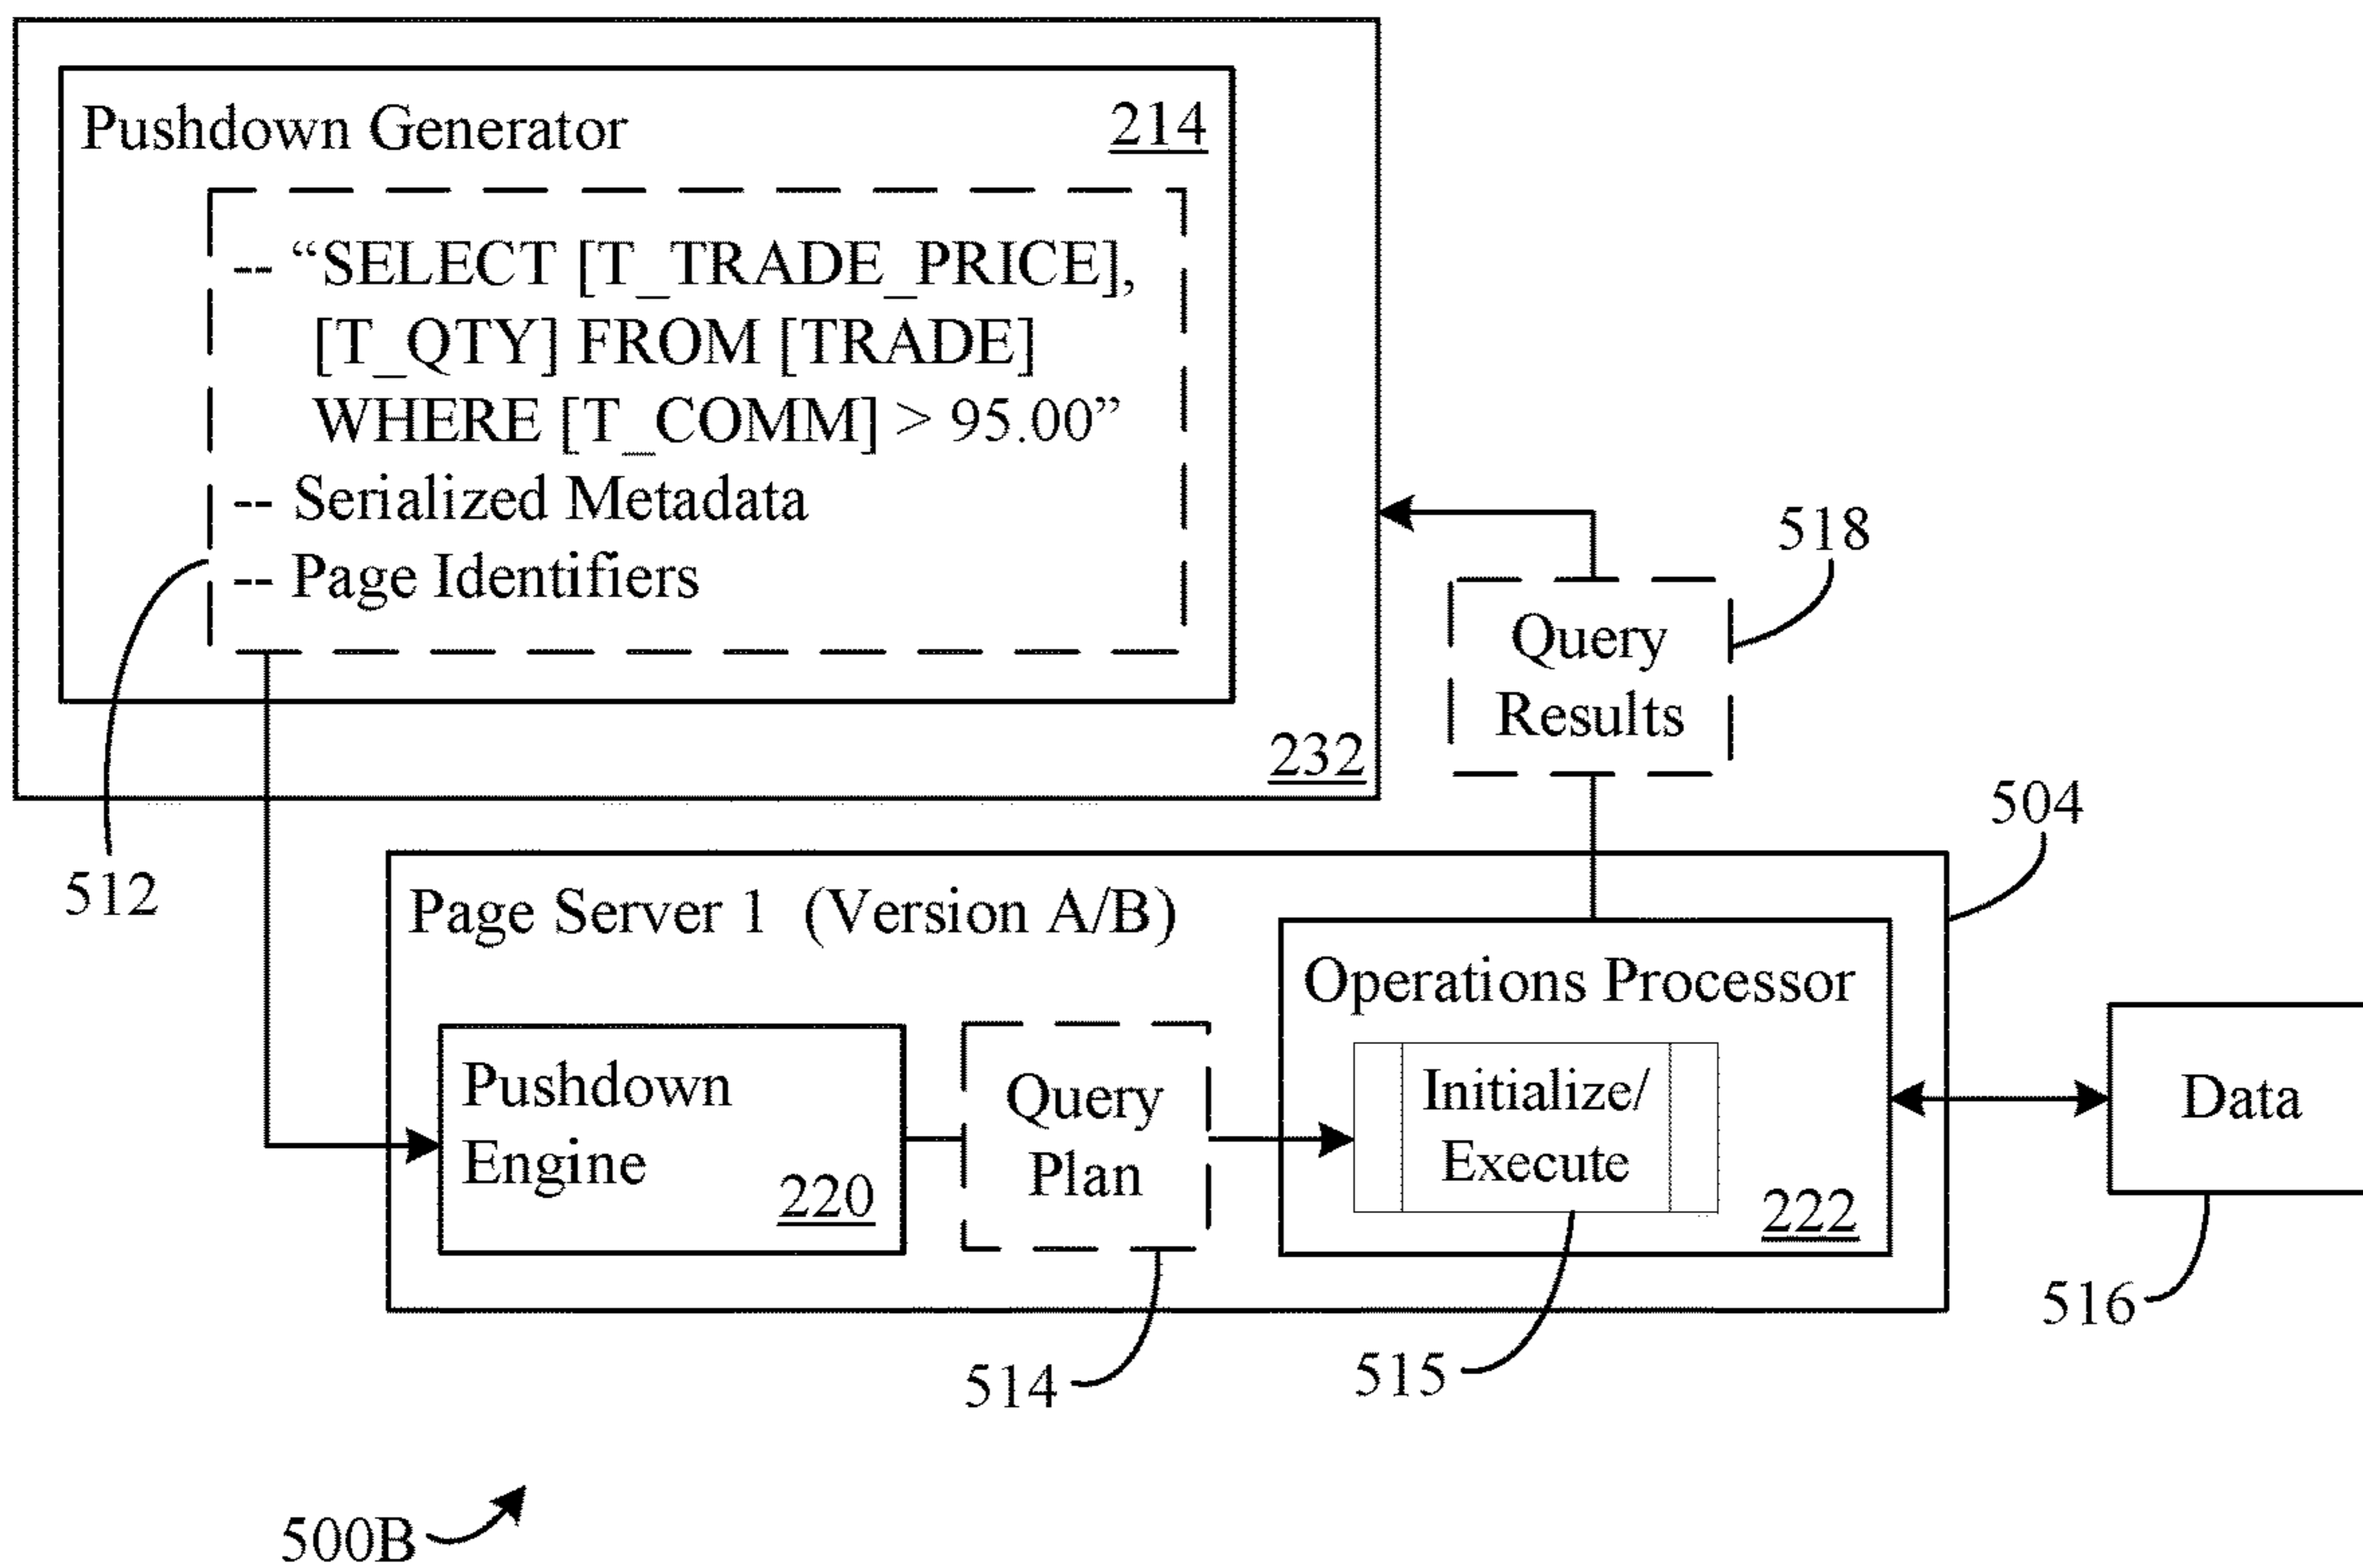 Pushdown Generator 214
-- “SELECT [T_TRADE_PRICE],
[T_QTY] FROM [TRADE]
WHERE [T_COMM] > 95.00”
-- Serialized Metadata
-- Page Identifiers
232
512
518
Query
Results
504
Page Server 1 (Version A/B)
Pushdown
Engine
220
Query
Plan
Operations Processor
Initialize/
Execute
222
Data
514
515
516
500B